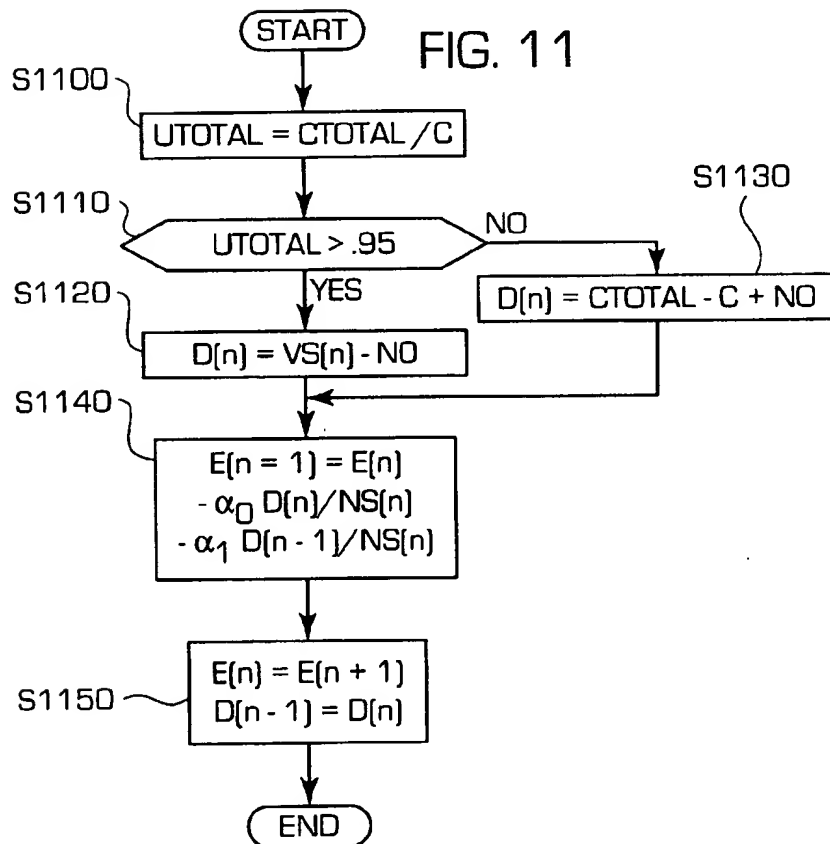 START
FIG. 11
S1100
UTOTAL = CTOTAL / C
S1110
UTOTAL > .95
NO
S1130
YES
D(n) = CTOTAL - C + NO
S1120
D(n) = VS(n) - NO
S1140
E(n = 1) = E(n)
- α0 D(n)/NS(n)
- α1 D(n - 1)/NS(n)
S1150
E(n) = E(n + 1)
D(n - 1) = D(n)
END